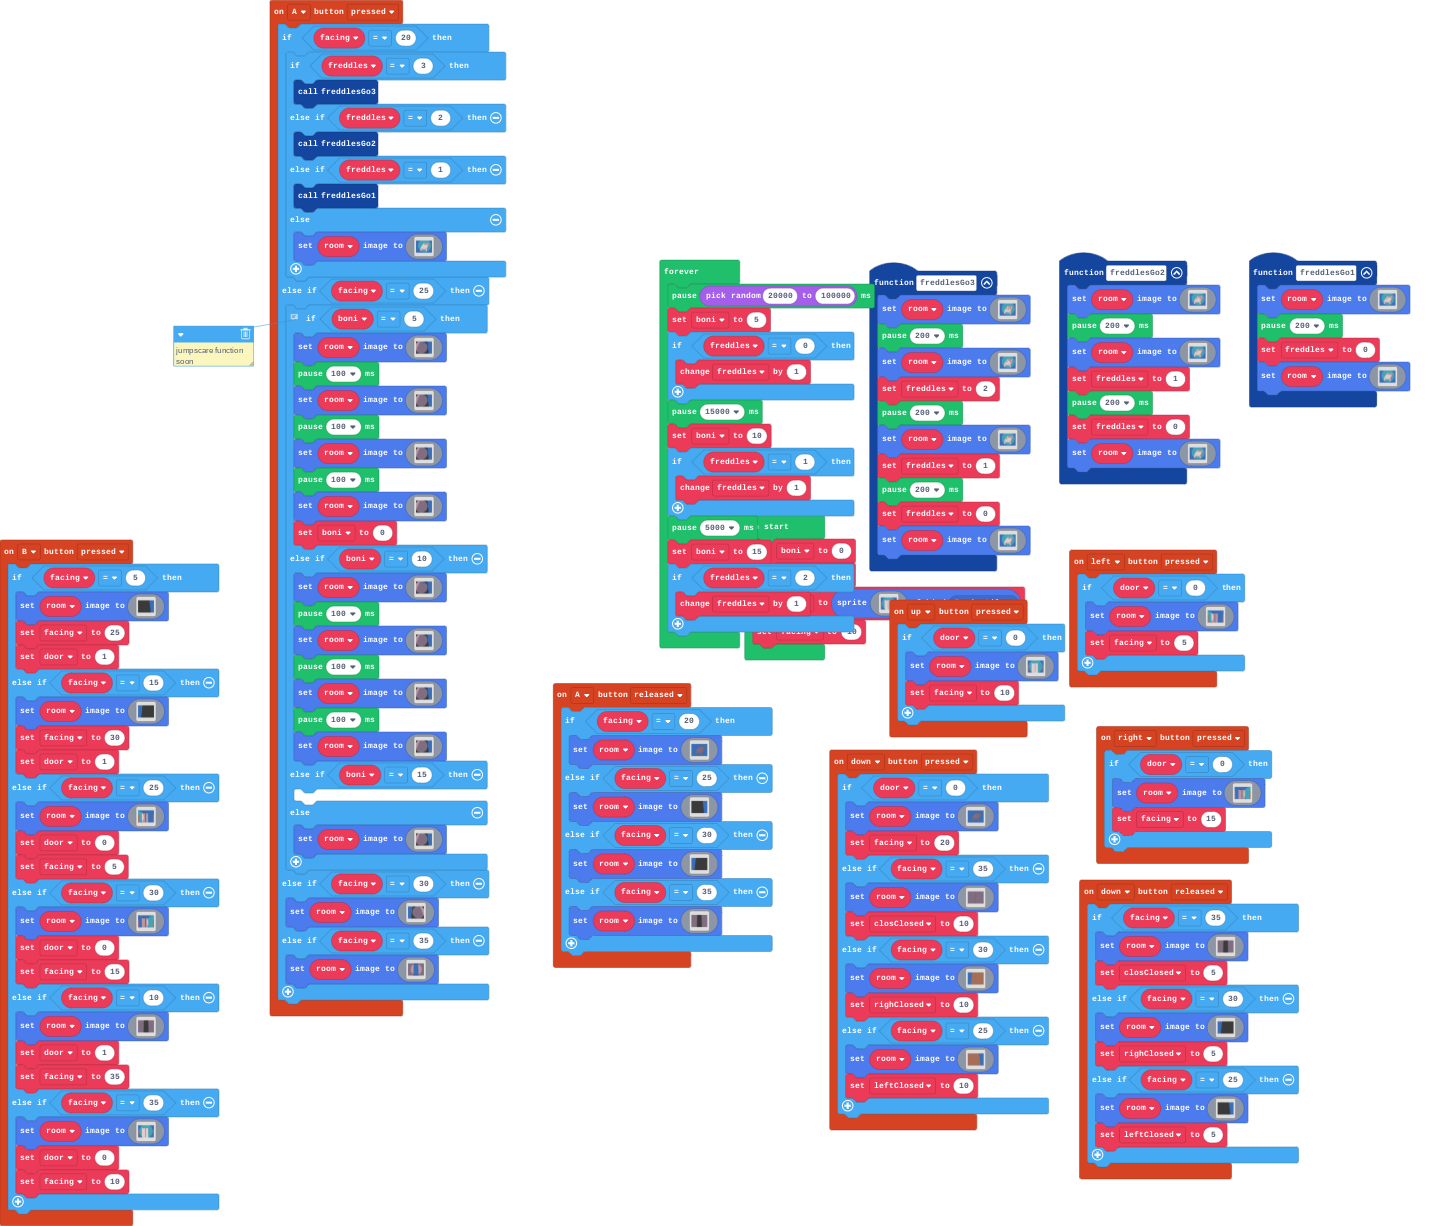 on A button pressed
if facing = 20 then
if freddles = 3 then
call freddlesGo3
else if freddles = 2 then
call freddlesGo2
else if freddles = 1 then
call freddlesGo1
else
set room image to
else if facing = 25 then
if boni = 5 then
set room image to
pause 100 ms
set room image to
pause 100 ms
set room image to
pause 100 ms
set room image to
set boni to 0
else if boni = 10 then
set room image to
pause 100 ms
set room image to
pause 100 ms
set room image to
pause 100 ms
set room image to
else if boni = 15 then
else
set room image to
else if facing = 30 then
set room image to
else if facing = 35 then
set room image to
jumpscare function
soon
on B button pressed
if facing = 5 then
set room image to
set facing to 25
set door to 1
else if facing = 15 then
set room image to
set facing to 30
set door to 1
else if facing = 25 then
set room image to
set door to 0
set facing to 5
else if facing = 30 then
set room image to
set door to 0
set facing to 15
else if facing = 10 then
set room image to
set door to 1
set facing to 35
else if facing = 35 then
set room image to
set door to 0
set facing to 10
forever
pause pick random 20000 to 100000 ms
set boni to 5
if freddles = 0 then
change freddles by 1
pause 15000 ms
set boni to 10
if freddles = 1 then
change freddles by 1
pause 5000 ms
set boni to 15
if freddles = 2 then
change freddles by 1
start
boni to 0
to sprite
set facing to 10
function freddlesGo3
set room image to
pause 200 ms
set room image to
set freddles to 2
pause 200 ms
set room image to
set freddles to 1
pause 200 ms
set freddles to 0
set room image to
function freddlesGo2
set room image to
pause 200 ms
set room image to
set freddles to 1
pause 200 ms
set freddles to 0
set room image to
function freddlesGo1
set room image to
pause 200 ms
set freddles to 0
set room image to
on left button pressed
if door = 0 then
set room image to
set facing to 5
on up button pressed
if door = 0 then
set room image to
set facing to 10
on A button released
if facing = 20 then
set room image to
else if facing = 25 then
set room image to
else if facing = 30 then
set room image to
else if facing = 35 then
set room image to
on down button pressed
if door = 0 then
set room image to
set facing to 20
else if facing = 35 then
set room image to
set closClosed to 10
else if facing = 30 then
set room image to
set righClosed to 10
else if facing = 25 then
set room image to
set leftClosed to 10
on right button pressed
if door = 0 then
set room image to
set facing to 15
on down button released
if facing = 35 then
set room image to
set closClosed to 5
else if facing = 30 then
set room image to
set righClosed to 5
else if facing = 25 then
set room image to
set leftClosed to 5